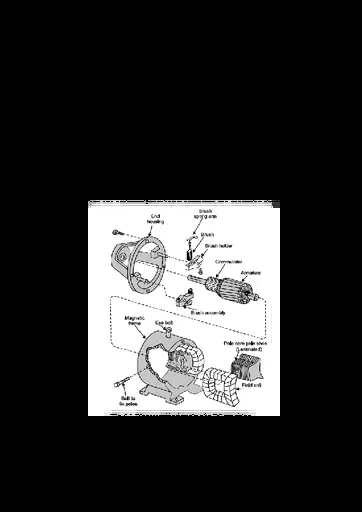 Brush
spring arm
End
housing
Brush
Brush holder
Commutator
Armature
Brush assembly
Magnetic
frame
Eye bolt
Pole core pole shoe
(Laminated)
Field coil
Bolt to
fix poles